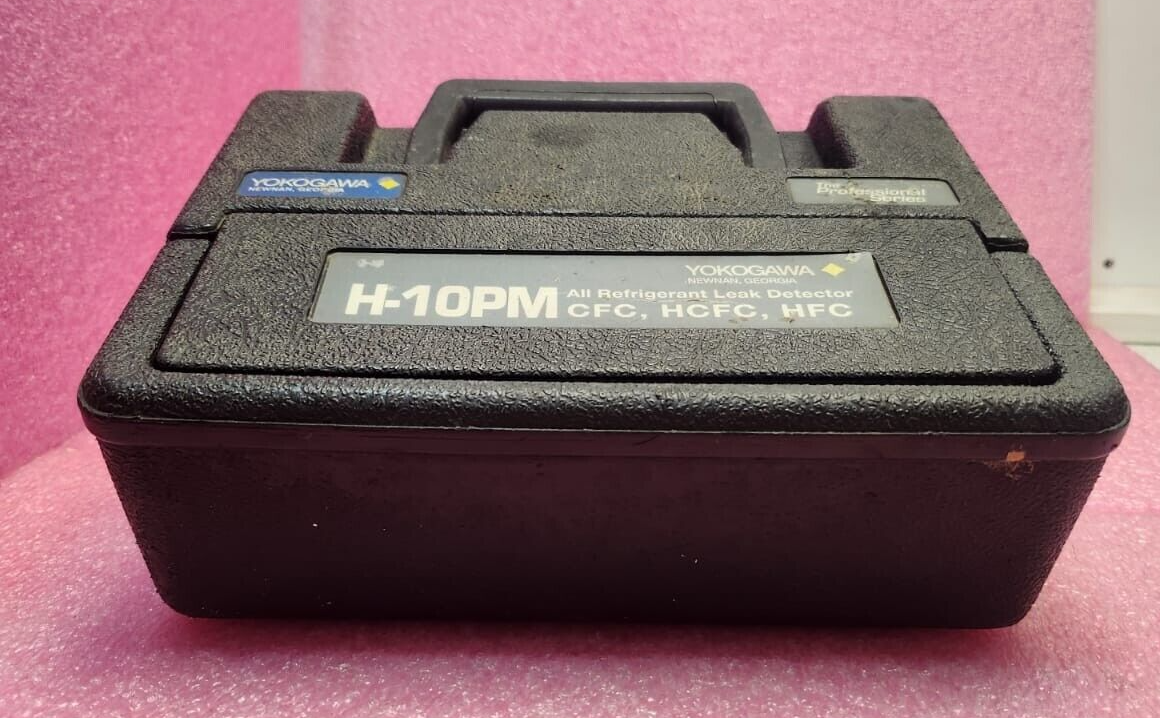 YOKOGAWA
NEWNAN, GEORGIA
The
Professional
Series
YOKOGAWA
NEWNAN, GEORGIA
H-10PM
All Refrigerant Leak Detector
CFC, HCFC, HFC